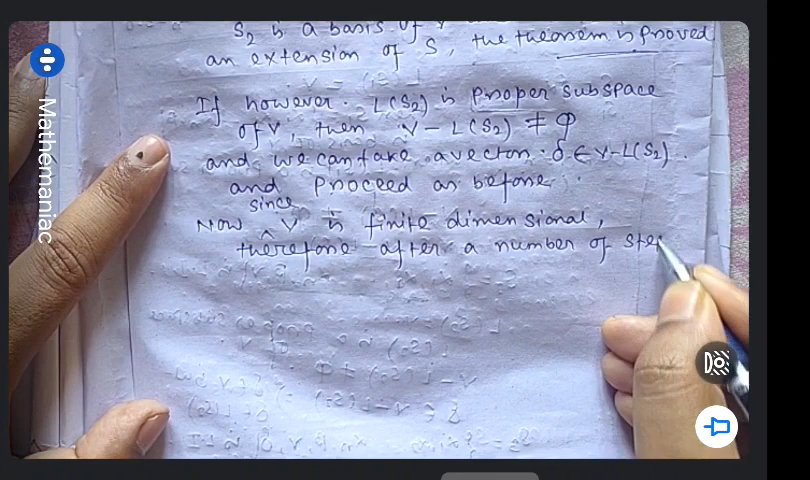 S2 is a basis of V
an extension of S, the theorem is proved
If however. L(S2) is proper subspace
of V, then V - L(S2) ≠ φ
and we can take a vector δ ∈ V - L(S2).
and proceed as before.
since
Now ^ V is finite dimensional,
therefore after a number of step
Mathemaniac